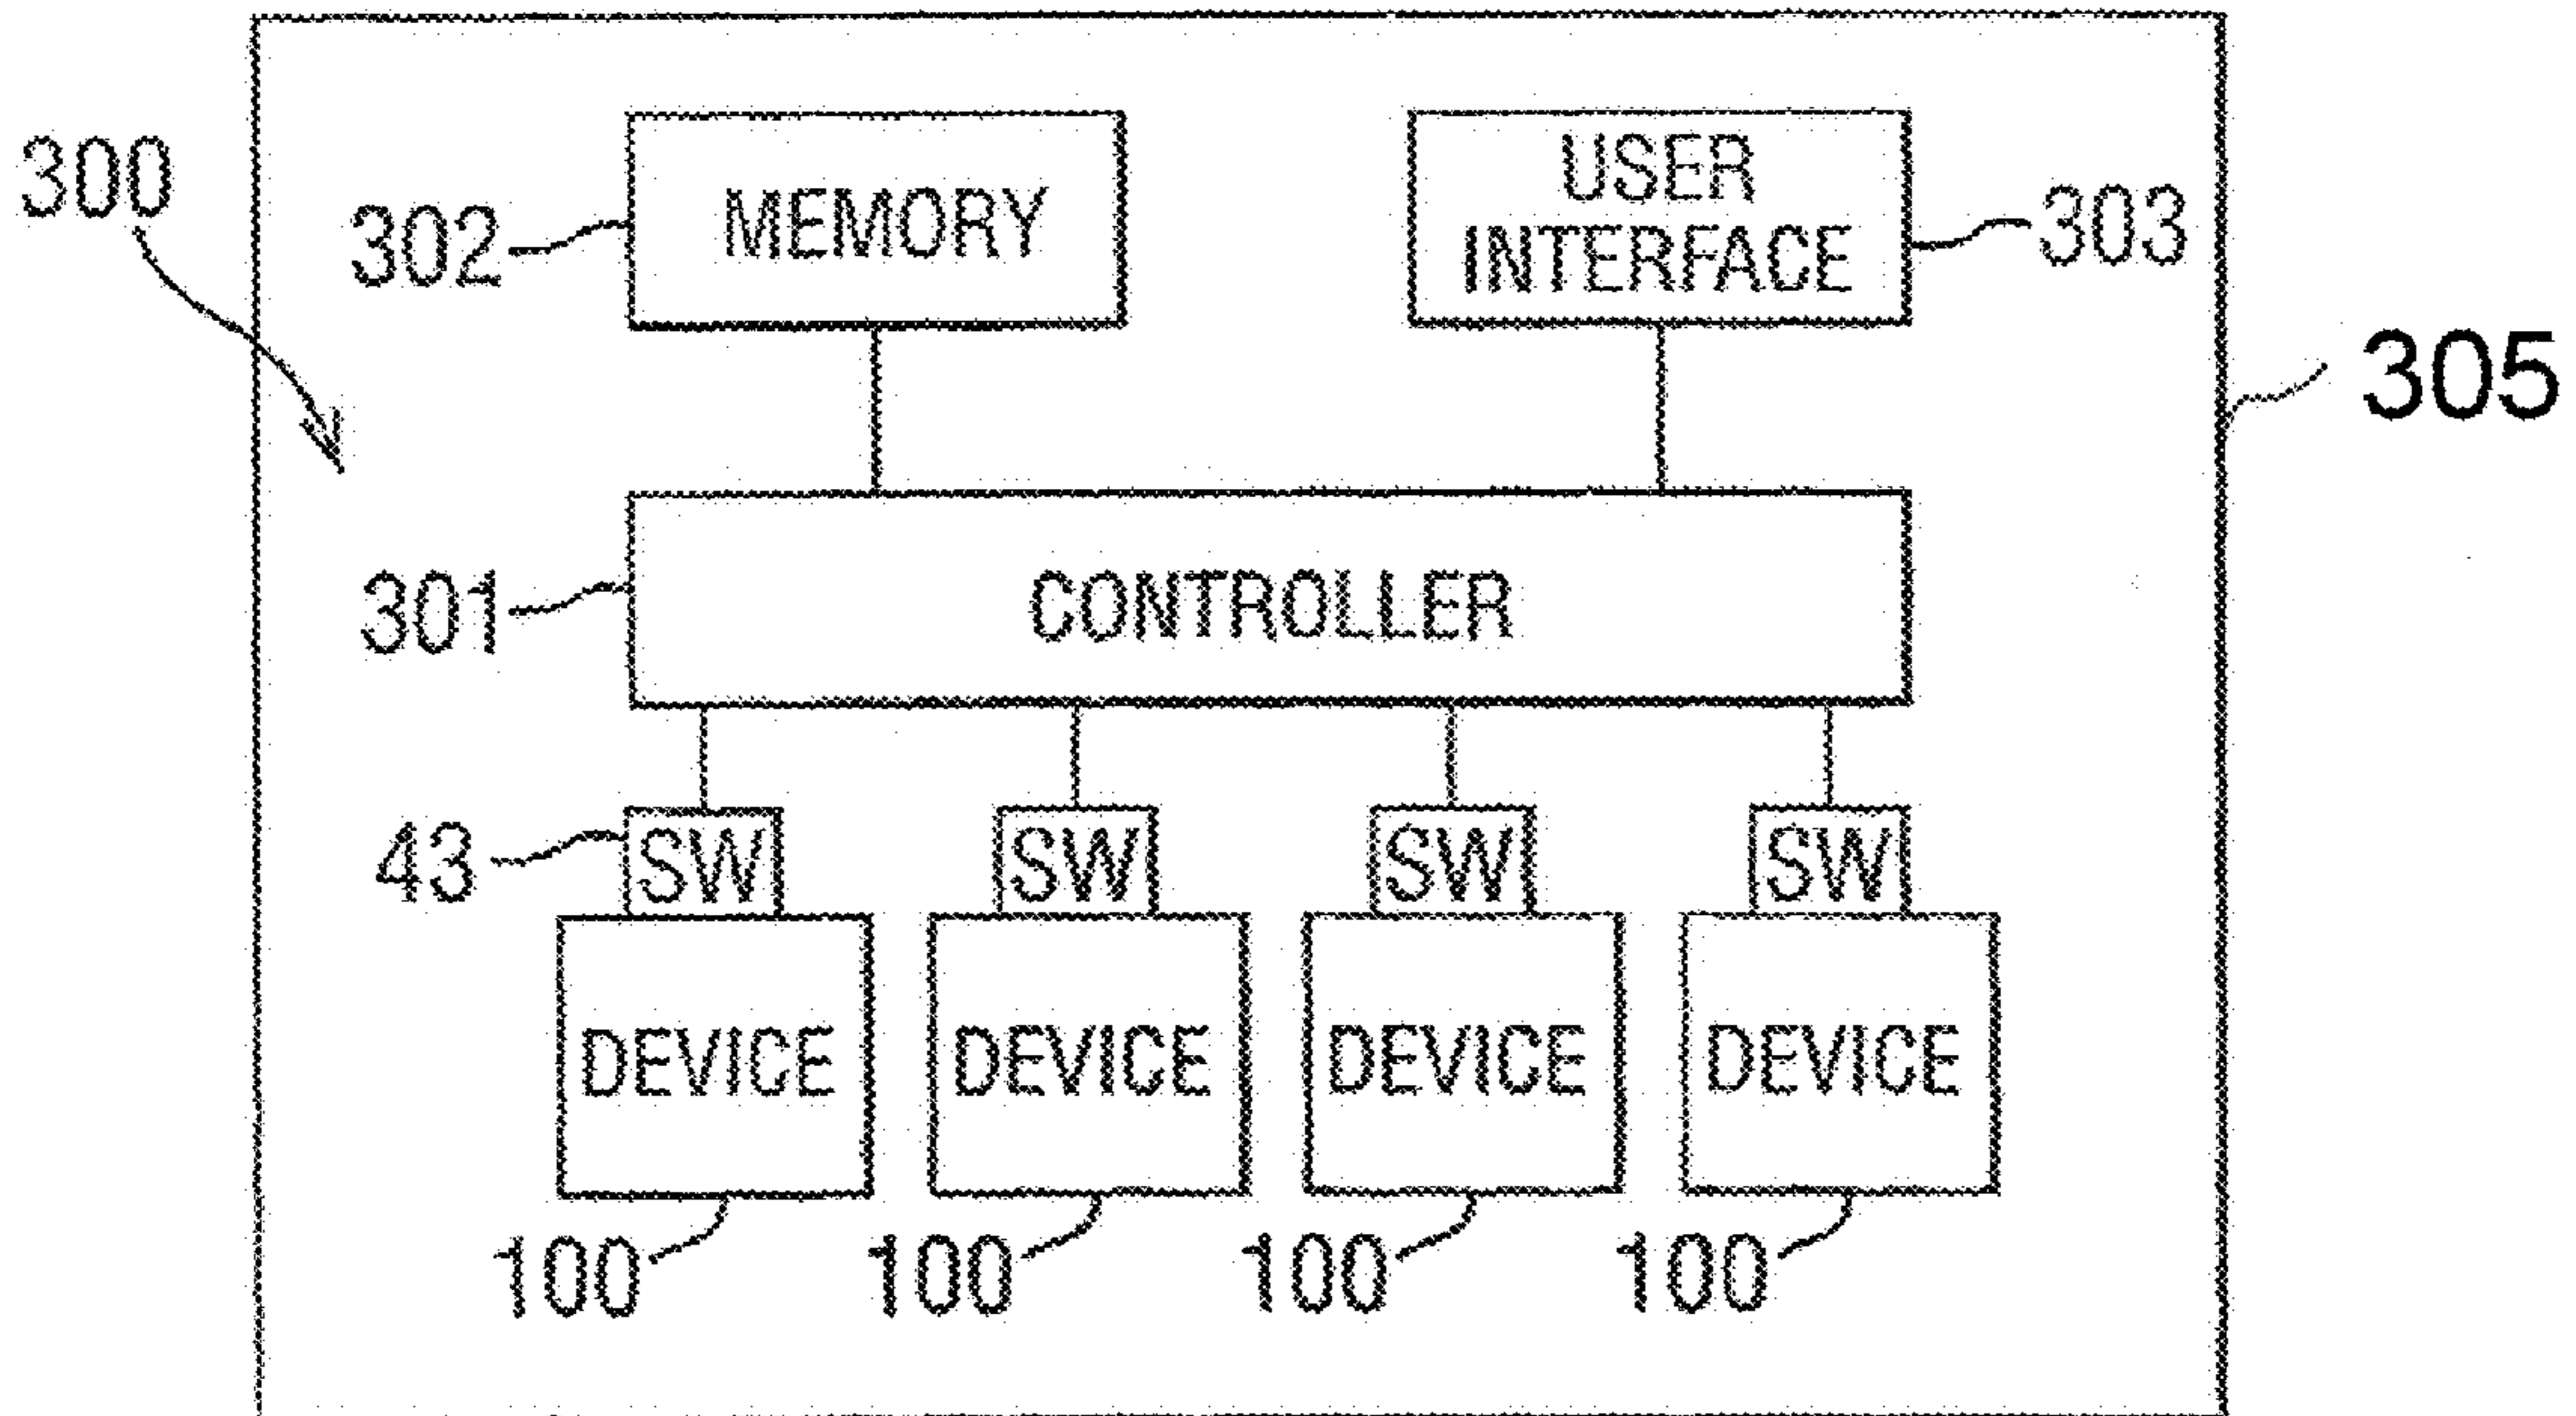 300
302
MEMORY
USER
INTERFACE
303
305
301
CONTROLLER
43
SW
SW
SW
SW
DEVICE
DEVICE
DEVICE
DEVICE
100
100
100
100